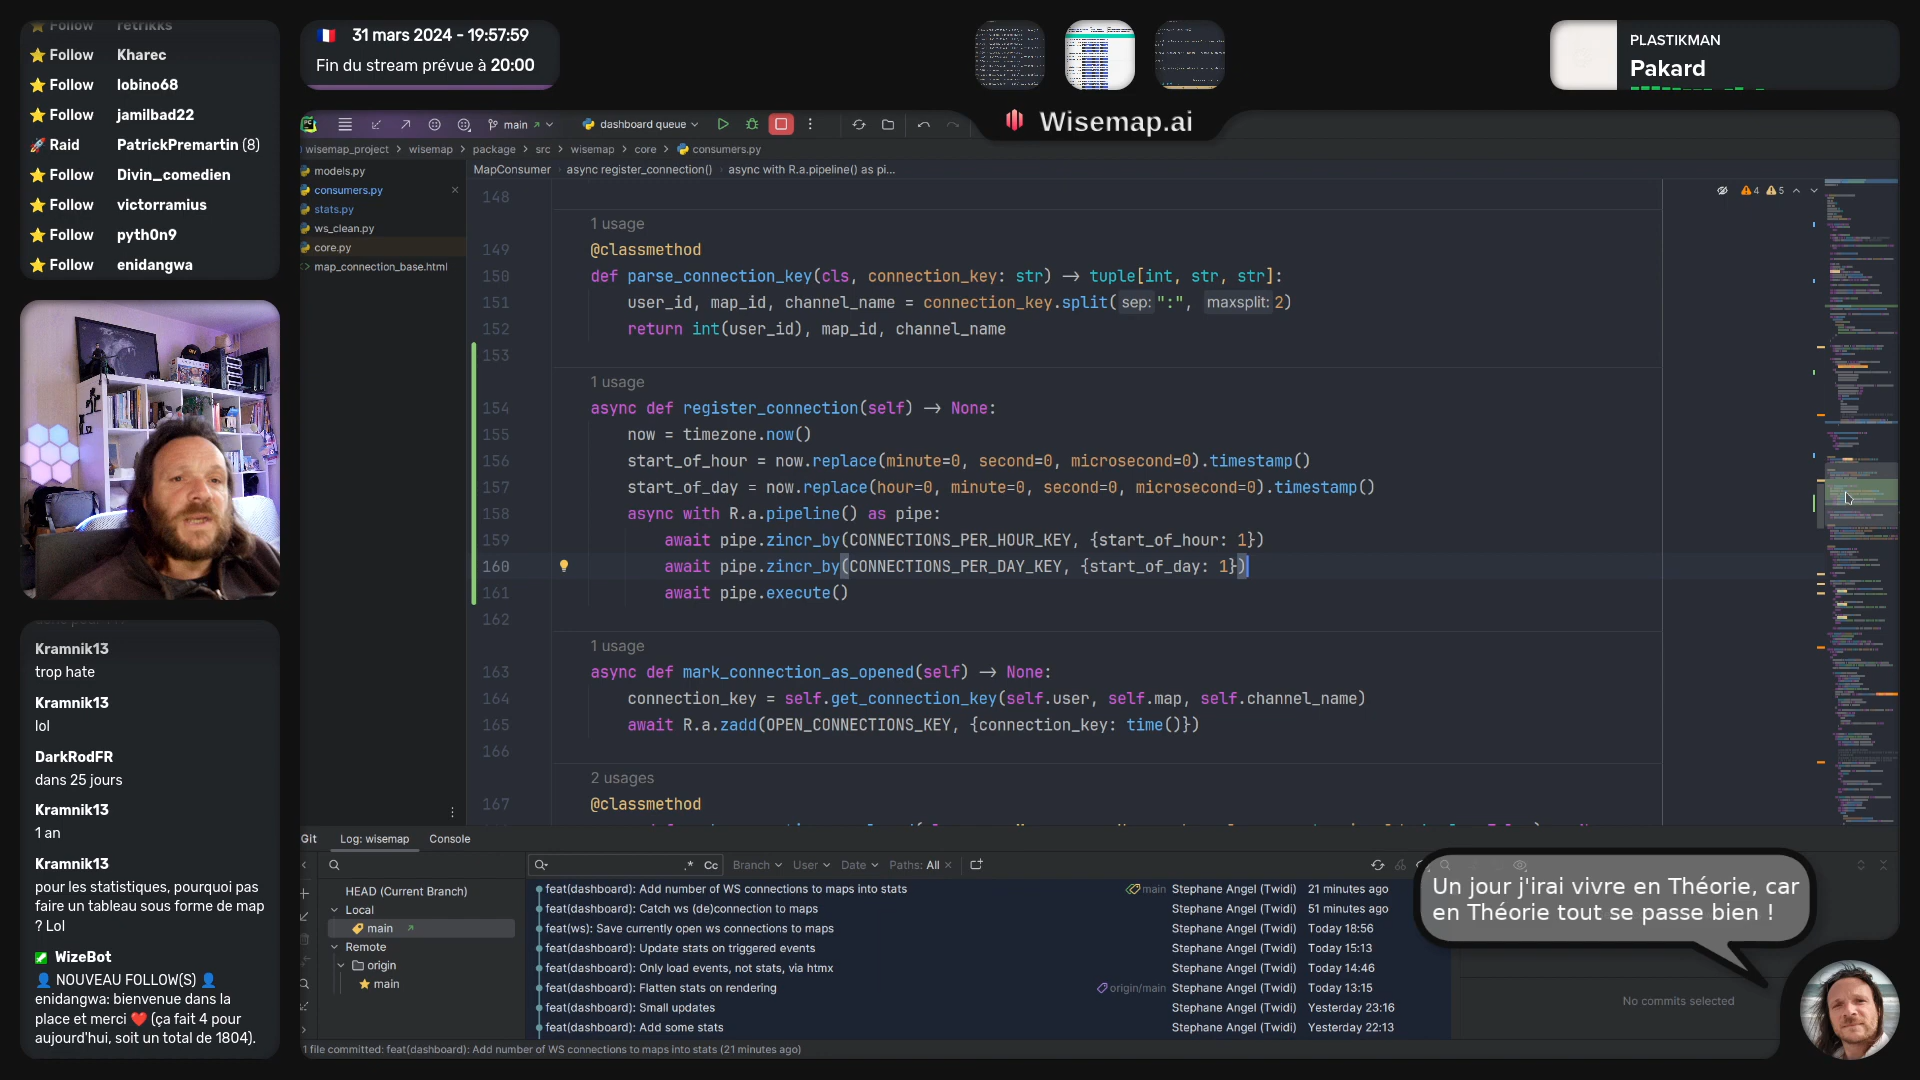 Follow retrikks
Follow Kharec
Follow lobino68
Follow jamilbad22
Raid PatrickPremartin (8)
Follow Divin_comedien
Follow victorramius
Follow pyth0n9
Follow enidangwa
31 mars 2024 - 19:57:59
Fin du stream prévue à 20:00
PLASTIKMAN
Pakard
Wisemap.ai
main
dashboard queue
wisemap_project > wisemap > package > src > wisemap > core > consumers.py
models.py
consumers.py
stats.py
ws_clean.py
core.py
map_connection_base.html
MapConsumer > async register_connection() > async with R.a.pipeline() as pi...
4 5
148
1 usage
149 @classmethod
150 def parse_connection_key(cls, connection_key: str) → tuple[int, str, str]:
151 user_id, map_id, channel_name = connection_key.split( sep: ":", maxsplit: 2)
152 return int(user_id), map_id, channel_name
153
1 usage
154 async def register_connection(self) → None:
155 now = timezone.now()
156 start_of_hour = now.replace(minute=0, second=0, microsecond=0).timestamp()
157 start_of_day = now.replace(hour=0, minute=0, second=0, microsecond=0).timestamp()
158 async with R.a.pipeline() as pipe:
159 await pipe.zincr_by(CONNECTIONS_PER_HOUR_KEY, {start_of_hour: 1})
160 await pipe.zincr_by(CONNECTIONS_PER_DAY_KEY, {start_of_day: 1})
161 await pipe.execute()
162
1 usage
163 async def mark_connection_as_opened(self) → None:
164 connection_key = self.get_connection_key(self.user, self.map, self.channel_name)
165 await R.a.zadd(OPEN_CONNECTIONS_KEY, {connection_key: time()})
166
2 usages
167 @classmethod
Kramnik13
trop hate
Kramnik13
lol
DarkRodFR
dans 25 jours
Kramnik13
1 an
Kramnik13
pour les statistiques, pourquoi pas
faire un tableau sous forme de map
? Lol
WizeBot
NOUVEAU FOLLOW(S)
enidangwa: bienvenue dans la
place et merci ❤️ (ça fait 4 pour
aujourd'hui, soit un total de 1804).
Git Log: wisemap Console
.* Cc Branch User Date Paths: All
HEAD (Current Branch)
Local
main
Remote
origin
main
feat(dashboard): Add number of WS connections to maps into stats main Stephane Angel (Twidi) 21 minutes ago
feat(dashboard): Catch ws (de)connection to maps Stephane Angel (Twidi) 51 minutes ago
feat(ws): Save currently open ws connections to maps Stephane Angel (Twidi) Today 18:56
feat(dashboard): Update stats on triggered events Stephane Angel (Twidi) Today 15:13
feat(dashboard): Only load events, not stats, via htmx Stephane Angel (Twidi) Today 14:46
feat(dashboard): Flatten stats on rendering origin/main Stephane Angel (Twidi) Today 13:15
feat(dashboard): Small updates Stephane Angel (Twidi) Yesterday 23:16
feat(dashboard): Add some stats Stephane Angel (Twidi) Yesterday 22:13
No commits selected
Un jour j'irai vivre en Théorie, car
en Théorie tout se passe bien !
1 file committed: feat(dashboard): Add number of WS connections to maps into stats (21 minutes ago)